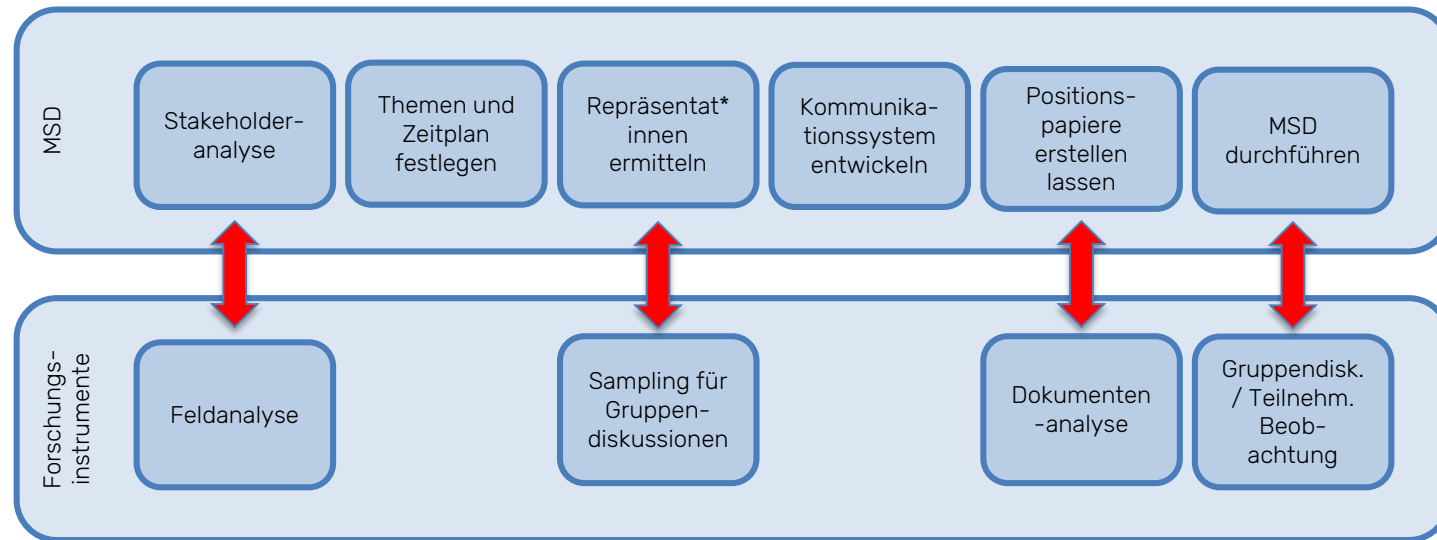 MSD
Stakeholder-
analyse
Themen und
Zeitplan
festlegen
Repräsentat*
innen
ermitteln
Kommunika-
tionssystem
entwickeln
Positions-
papiere
erstellen
lassen
MSD
durchführen
Forschungs-
instrumente
Feldanalyse
Sampling für
Gruppen-
diskussionen
Dokumenten
-analyse
Gruppendisk.
/ Teilnehm.
Beob-
achtung